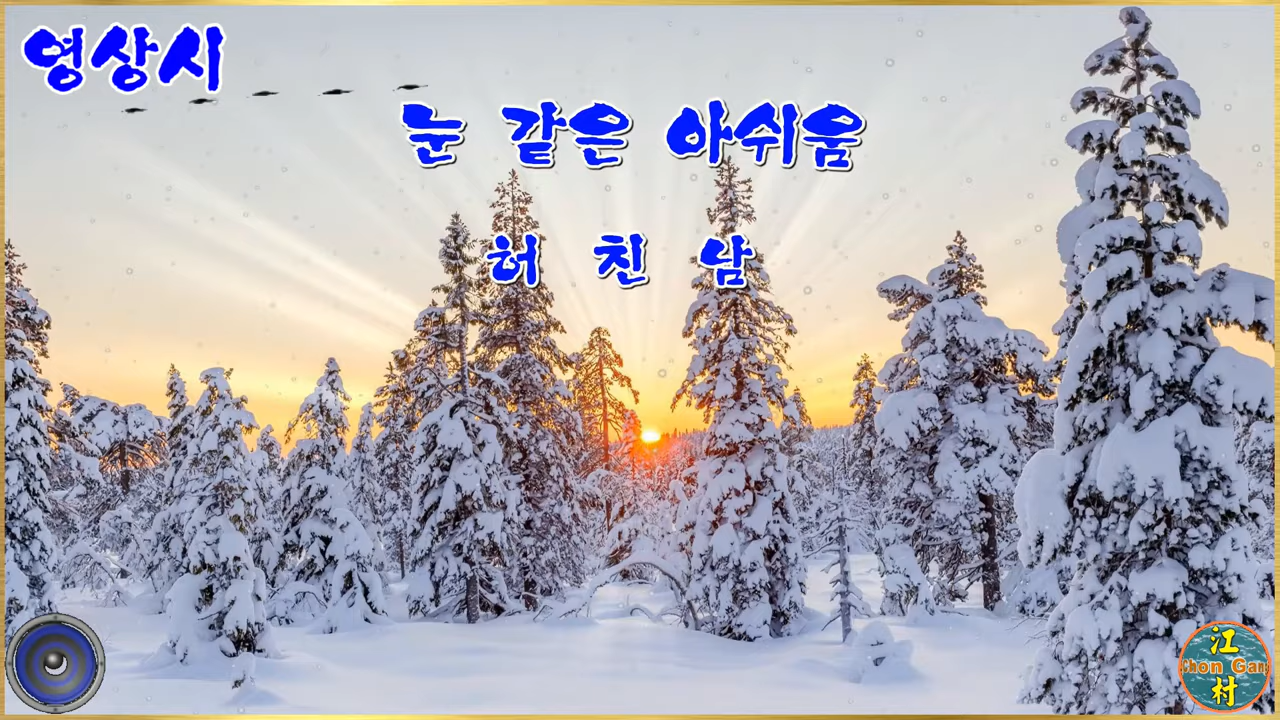 영상시
눈 같은 아쉬움
허 친 남
江
Chon Gang
村